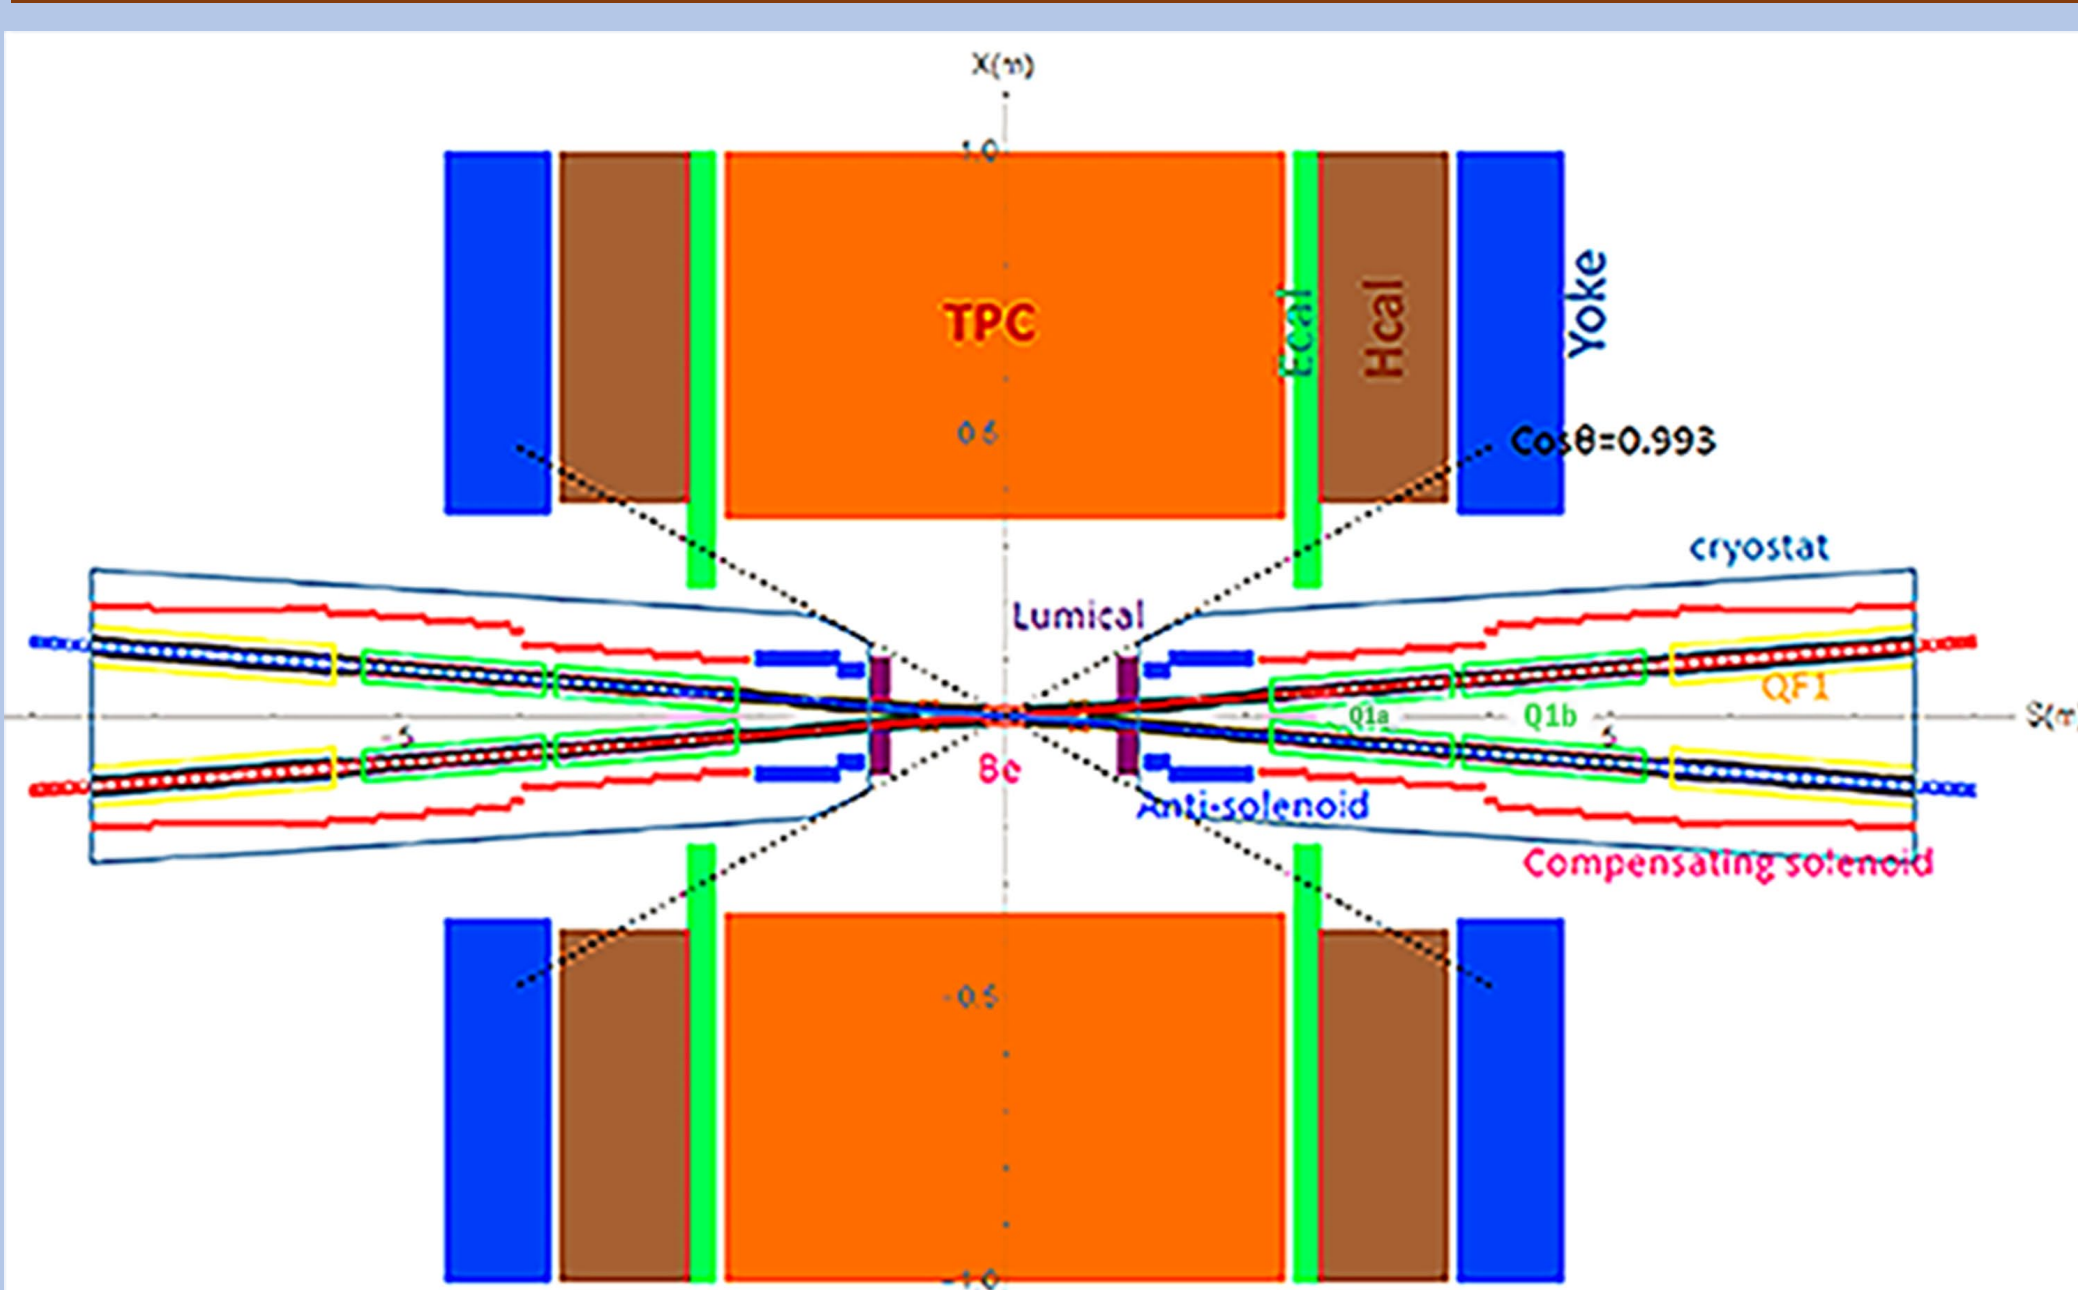 X(m)
1.0
TPC
Ecal
Hcal
Yoke
0.5
Cosθ=0.993
cryostat
Lumical
QF1
Q1a
Q1b
S(m
-5
5
Be
Anti-solenoid
Compensating solenoid
-0.5
-1.0